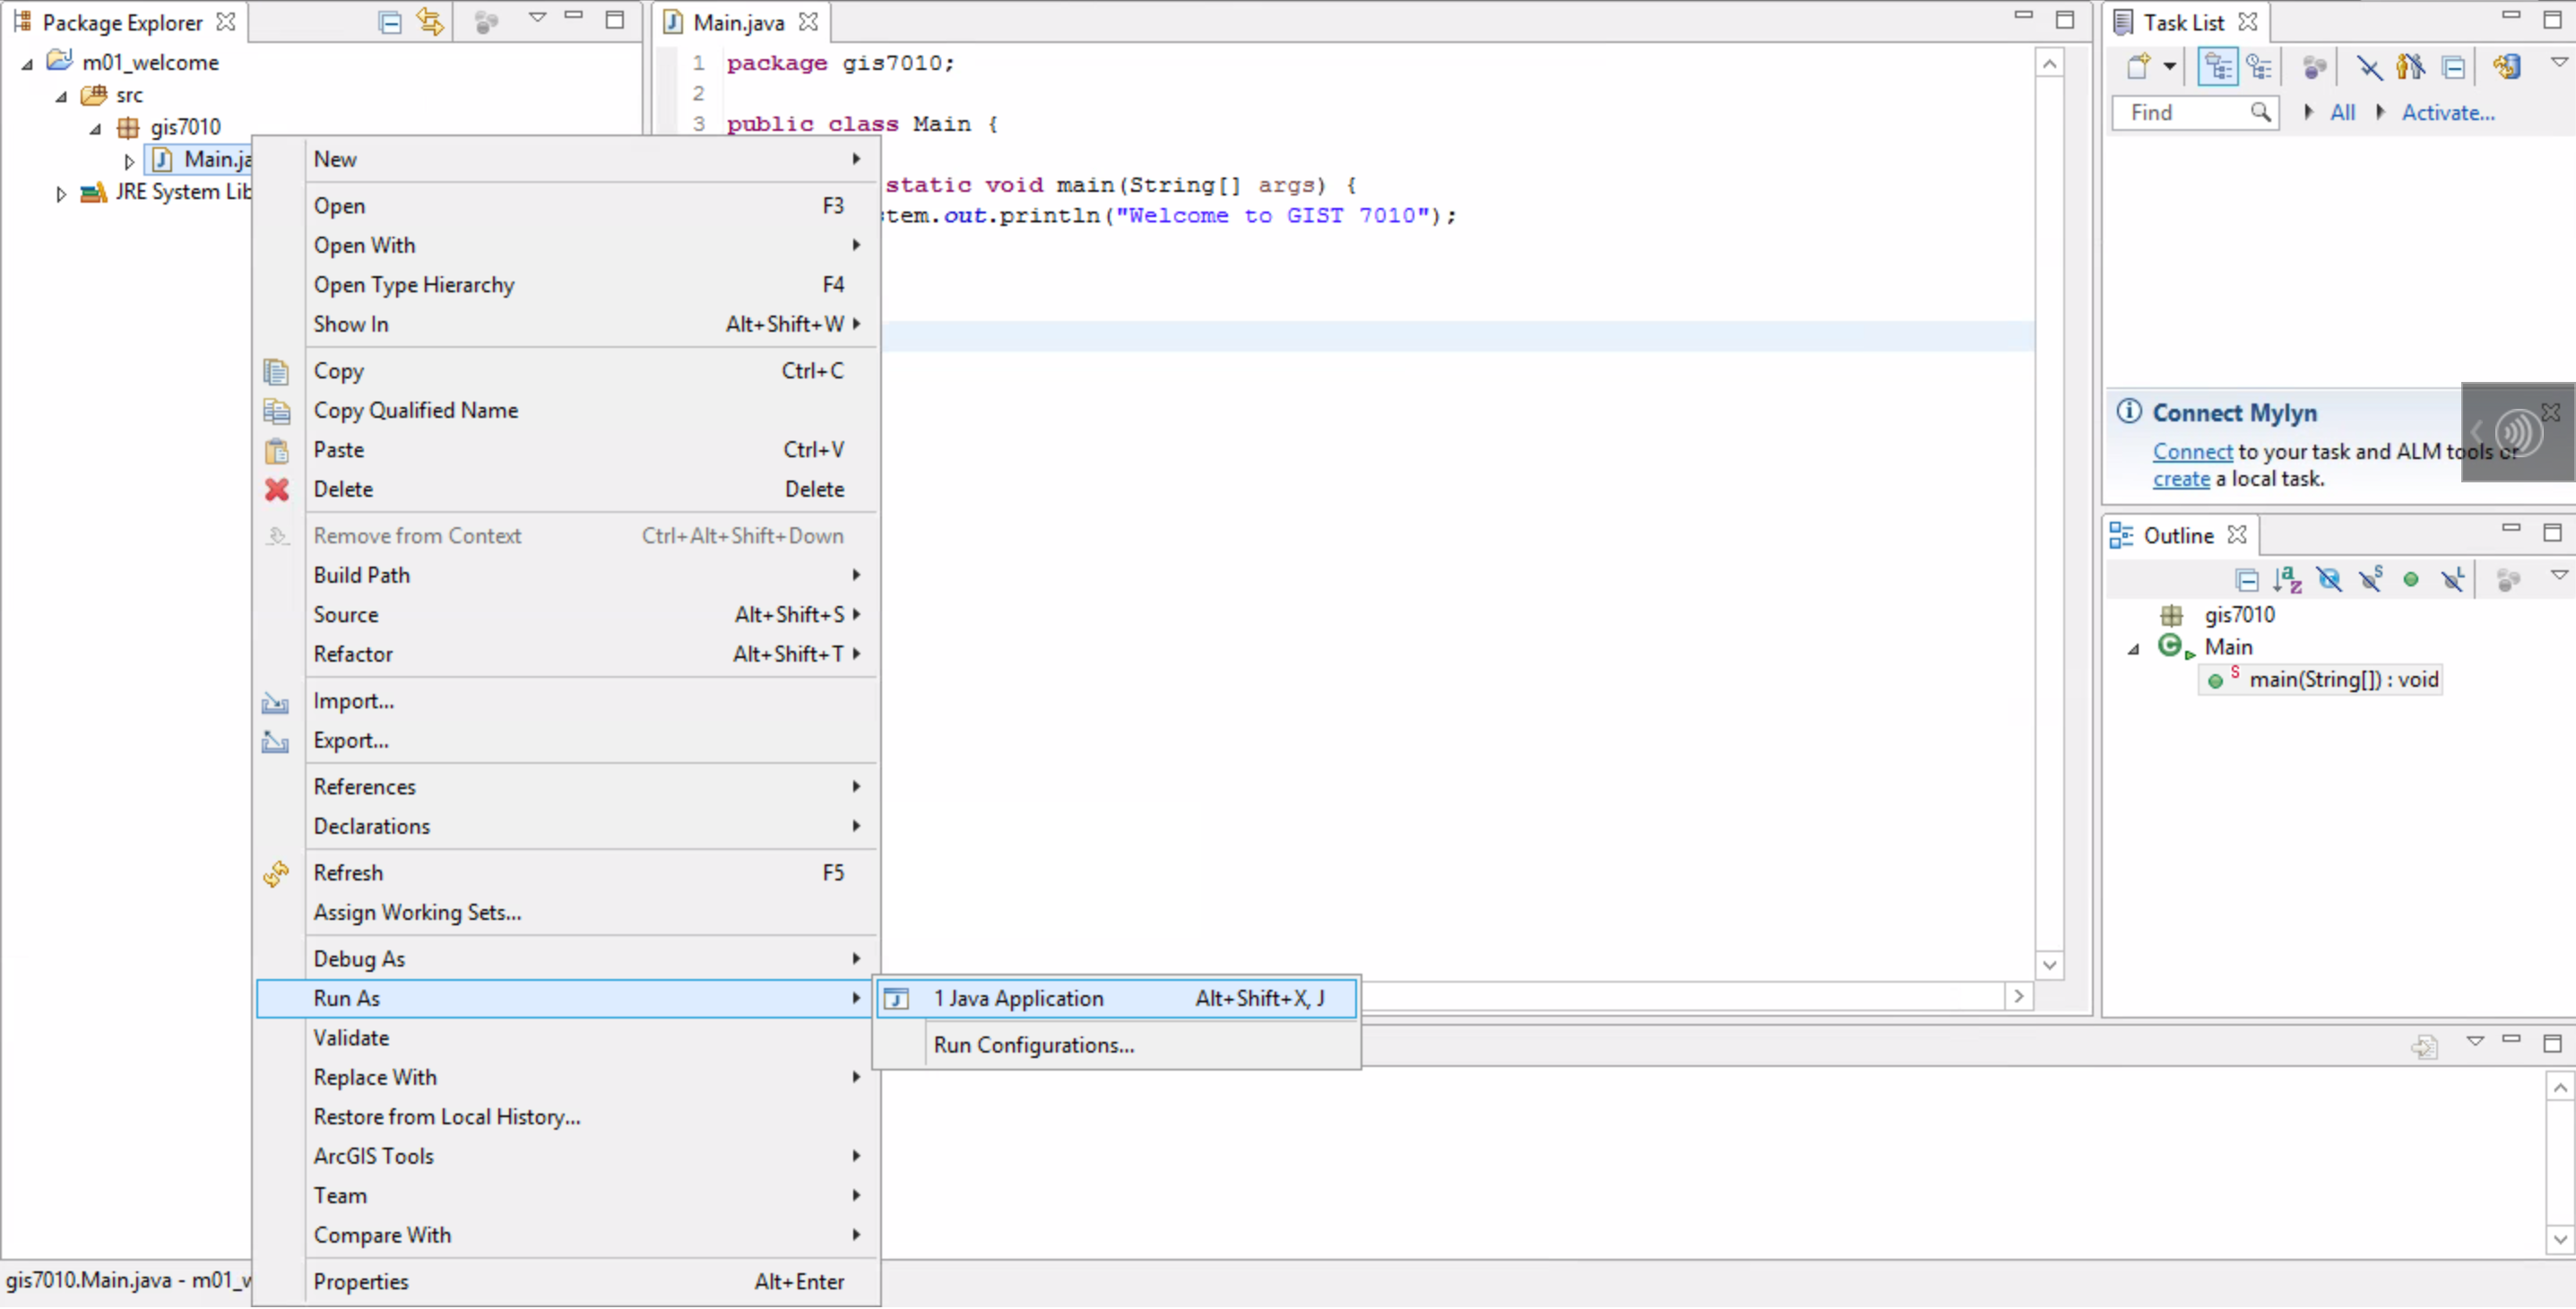 Package Explorer
m01_welcome
src
gis7010
Main.ja
JRE System Lib
New
Open F3
Open With
Open Type Hierarchy F4
Show In Alt+Shift+W
Copy Ctrl+C
Copy Qualified Name
Paste Ctrl+V
Delete Delete
Remove from Context Ctrl+Alt+Shift+Down
Build Path
Source Alt+Shift+S
Refactor Alt+Shift+T
Import...
Export...
References
Declarations
Refresh F5
Assign Working Sets...
Debug As
Run As
Validate
Replace With
Restore from Local History...
ArcGIS Tools
Team
Compare With
Properties Alt+Enter
1 Java Application Alt+Shift+X, J
Run Configurations...
Main.java
1 package gis7010;
2
3 public class Main {
static void main(String[] args) {
stem.out.println("Welcome to GIST 7010");
Task List
Find All Activate...
Connect Mylyn
Connect to your task and ALM tools or
create a local task.
Outline
gis7010
Main
main(String[]) : void
gis7010.Main.java - m01_w